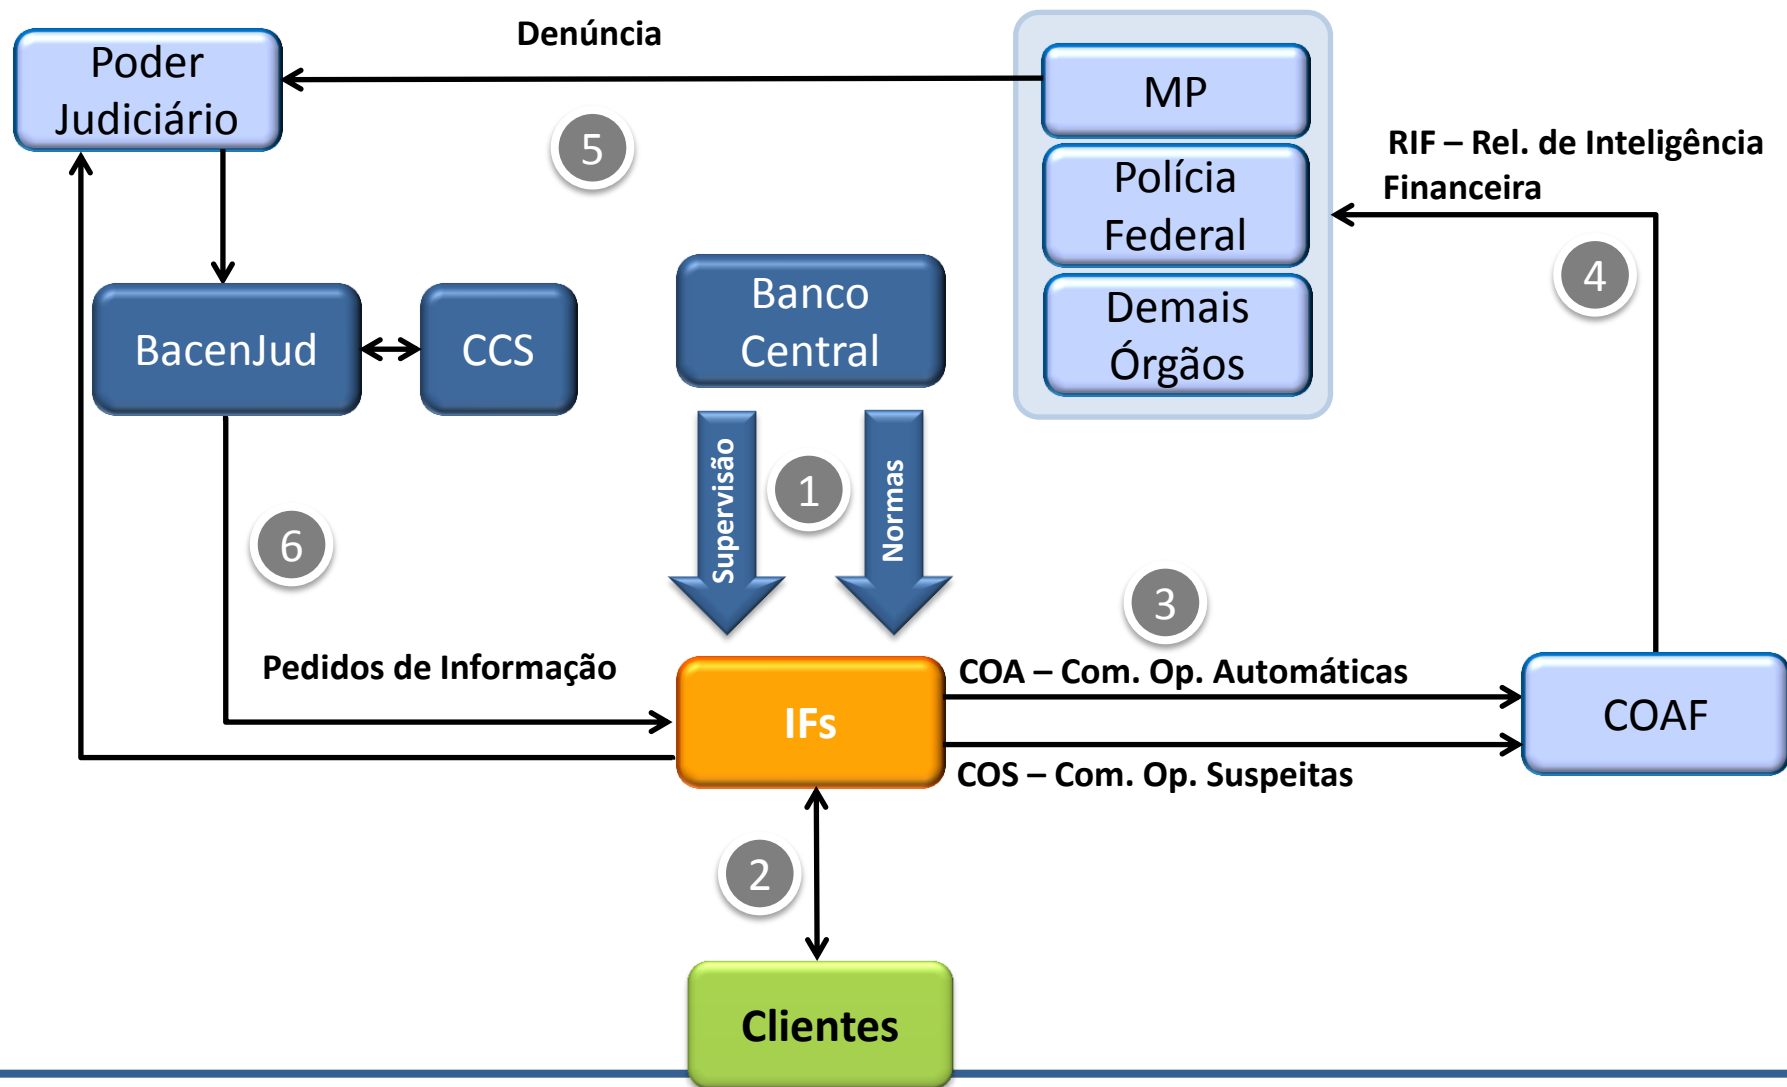 Denúncia
Poder
Judiciário
MP
5
RIF – Rel. de Inteligência
Financeira
Polícia
Federal
4
Banco
Central
Demais
Órgãos
BacenJud
CCS
Supervisão
1
Normas
6
3
Pedidos de Informação
COA – Com. Op. Automáticas
IFs
COAF
COS – Com. Op. Suspeitas
2
Clientes